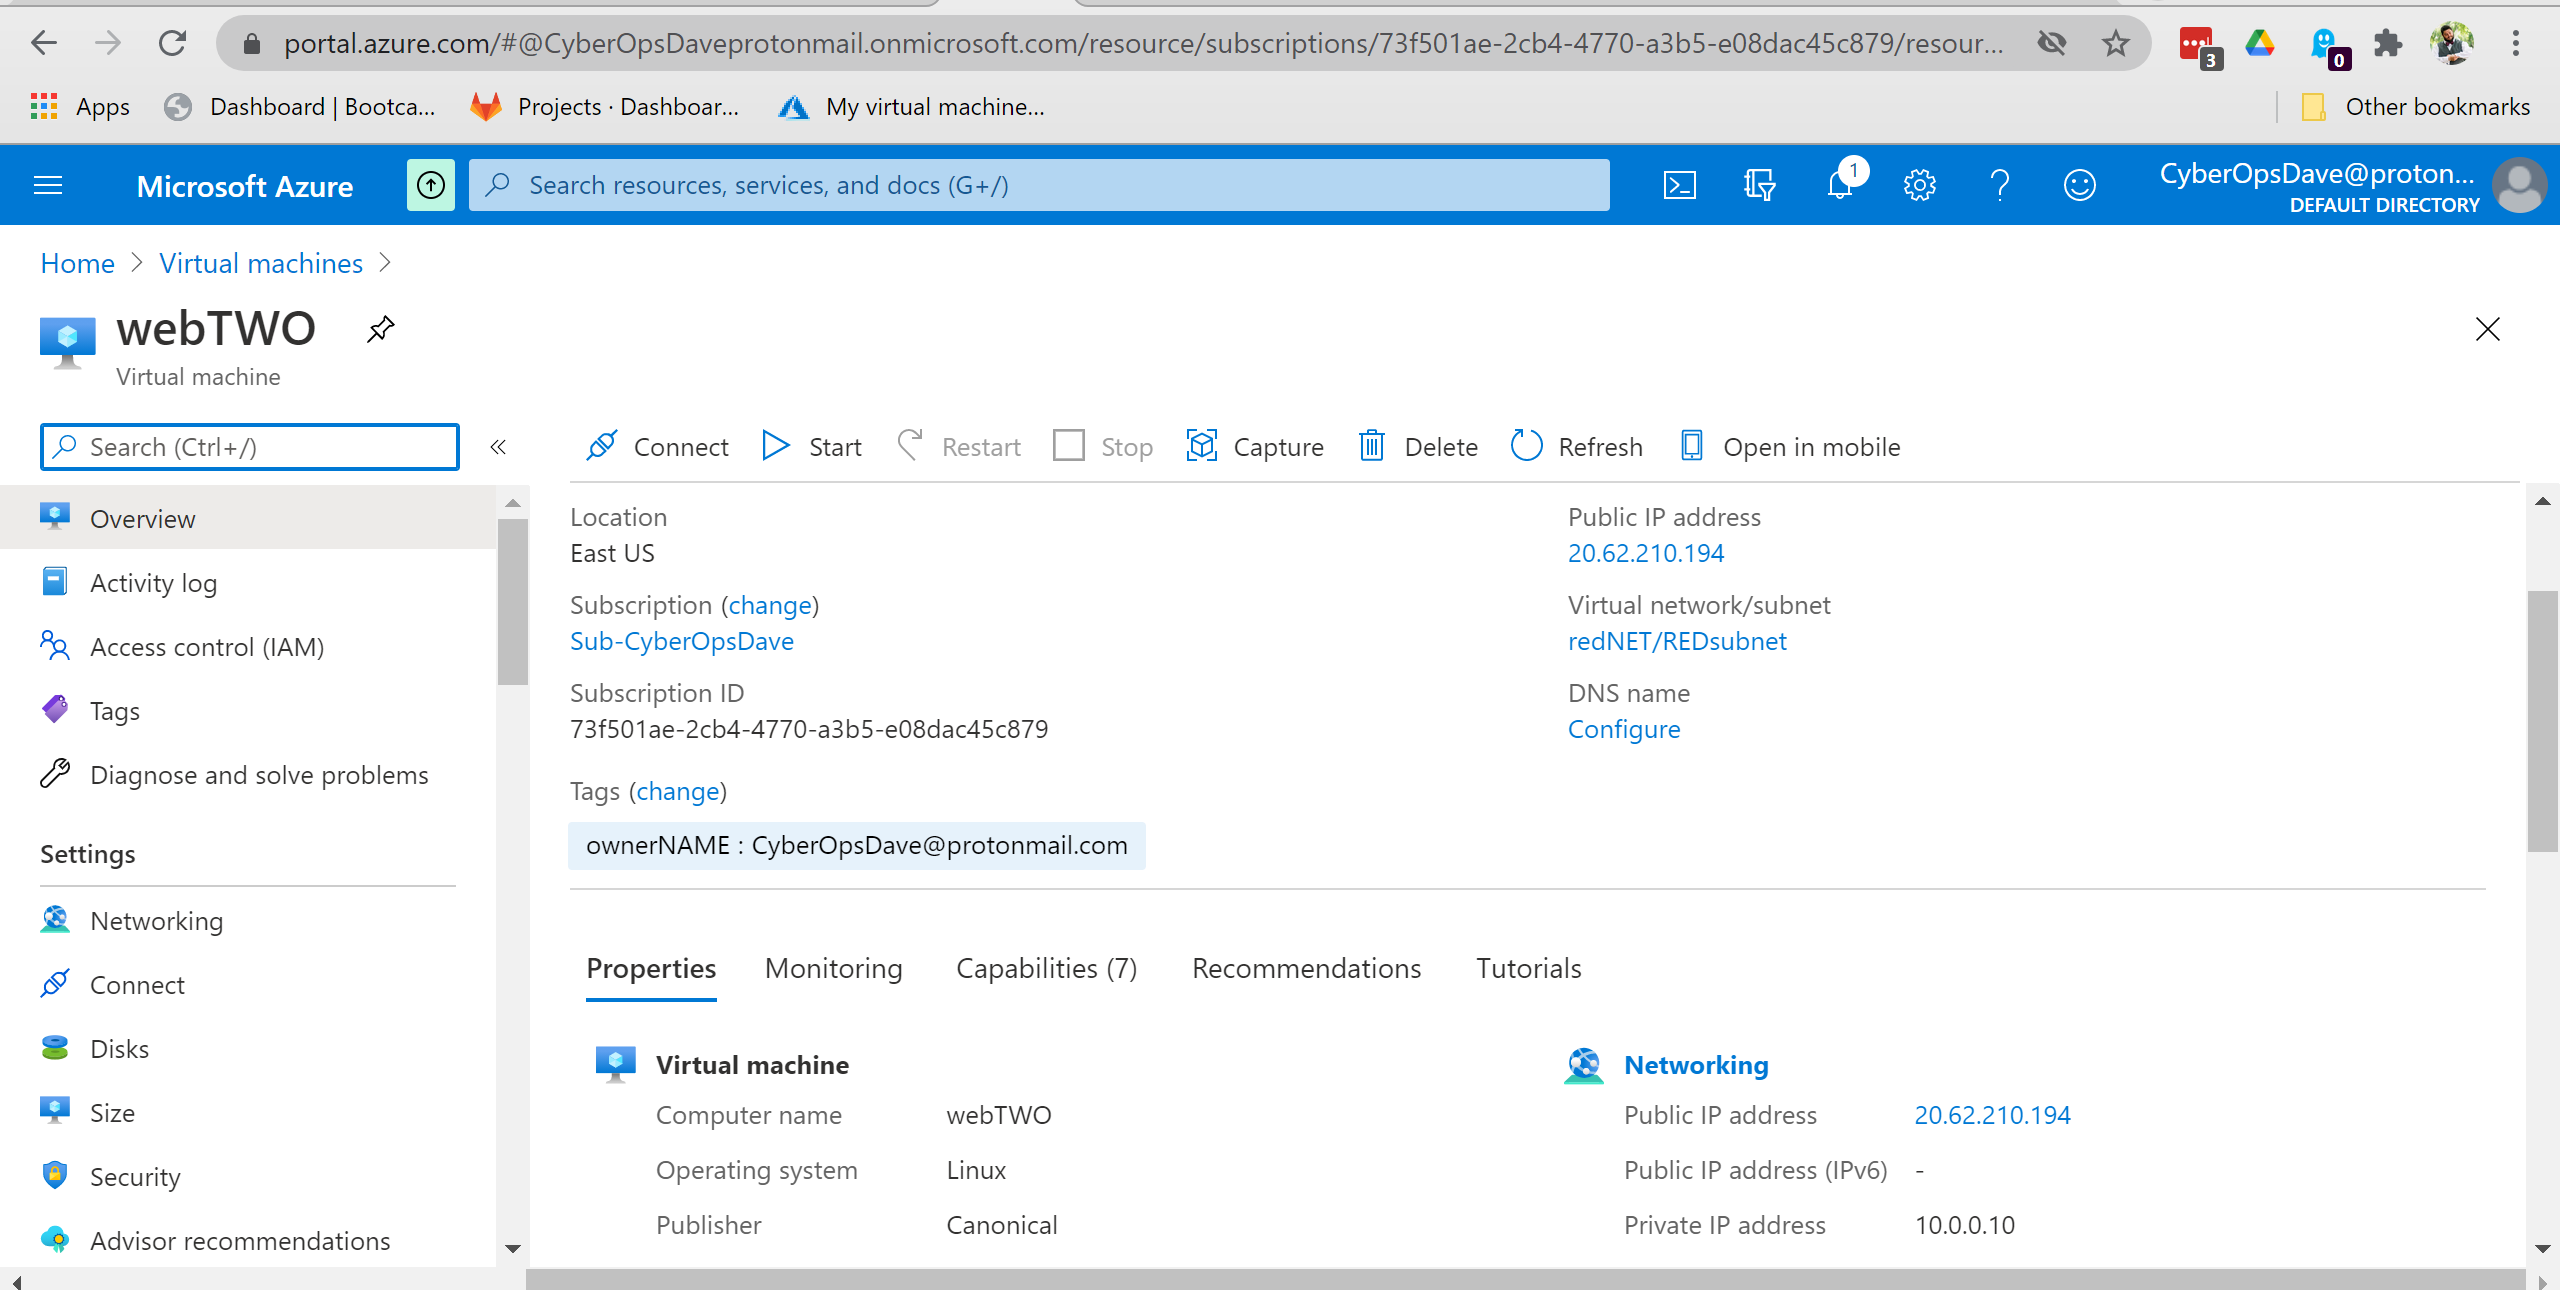 portal.azure.com/#@CyberOpsDaveprotonmail.onmicrosoft.com/resource/subscriptions/73f501ae-2cb4-4770-a3b5-e08dac45c879/resour...
3
0
Apps
Dashboard | Bootca...
Projects · Dashboar...
My virtual machine...
Other bookmarks
Microsoft Azure
Search resources, services, and docs (G+/)
1
CyberOpsDave@proton...
DEFAULT DIRECTORY
Home > Virtual machines >
webTWO
Virtual machine
Search (Ctrl+/)
«
Connect
Start
Restart
Stop
Capture
Delete
Refresh
Open in mobile
Overview
Activity log
Access control (IAM)
Tags
Diagnose and solve problems
Settings
Networking
Connect
Disks
Size
Security
Advisor recommendations
Location
East US
Subscription (change)
Sub-CyberOpsDave
Subscription ID
73f501ae-2cb4-4770-a3b5-e08dac45c879
Tags (change)
ownerNAME : CyberOpsDave@protonmail.com
Public IP address
20.62.210.194
Virtual network/subnet
redNET/REDsubnet
DNS name
Configure
Properties
Monitoring
Capabilities (7)
Recommendations
Tutorials
Virtual machine
Computer name webTWO
Operating system Linux
Publisher Canonical
Networking
Public IP address 20.62.210.194
Public IP address (IPv6) -
Private IP address 10.0.0.10